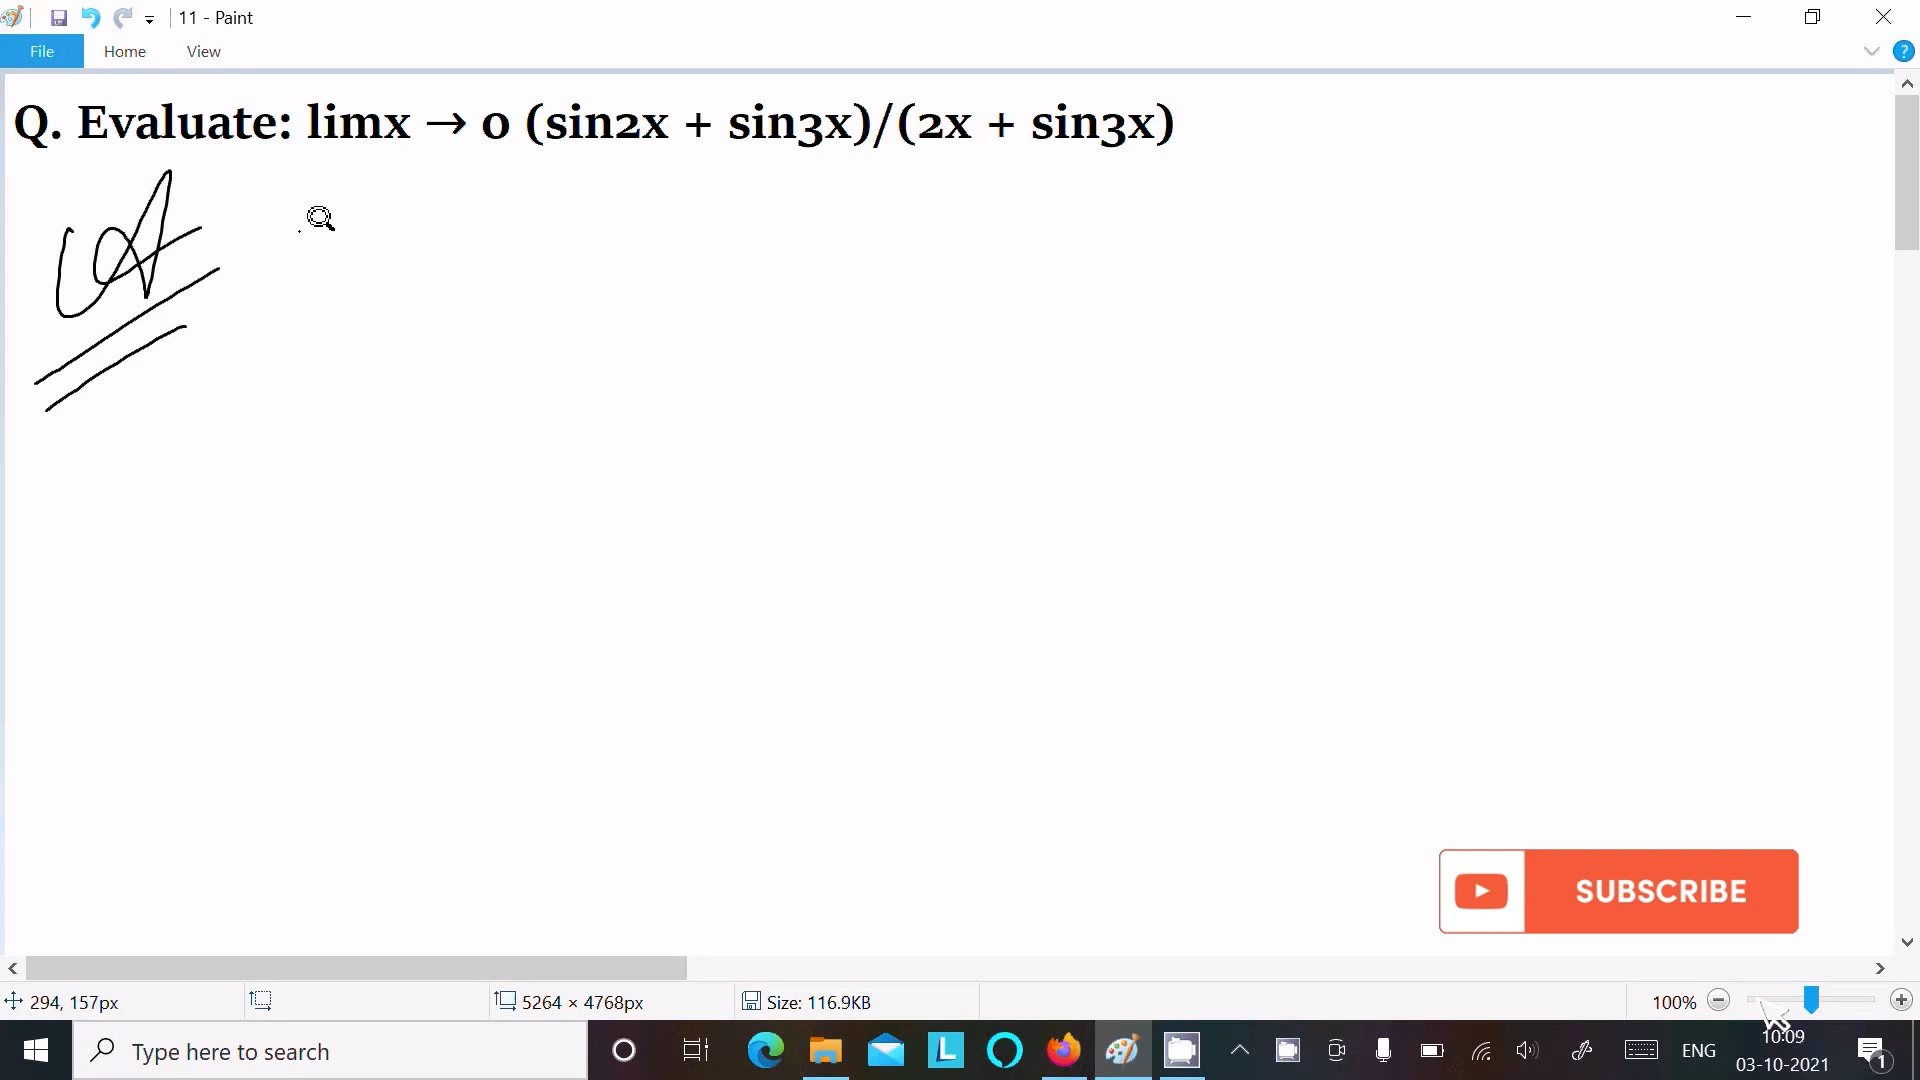 11 - Paint
File Home View
Q. Evaluate: limx → 0 (sin2x + sin3x)/(2x + sin3x)
SUBSCRIBE
294, 157px 5264 × 4768px Size: 116.9KB 100%
Type here to search ENG 10:09
03-10-2021 1